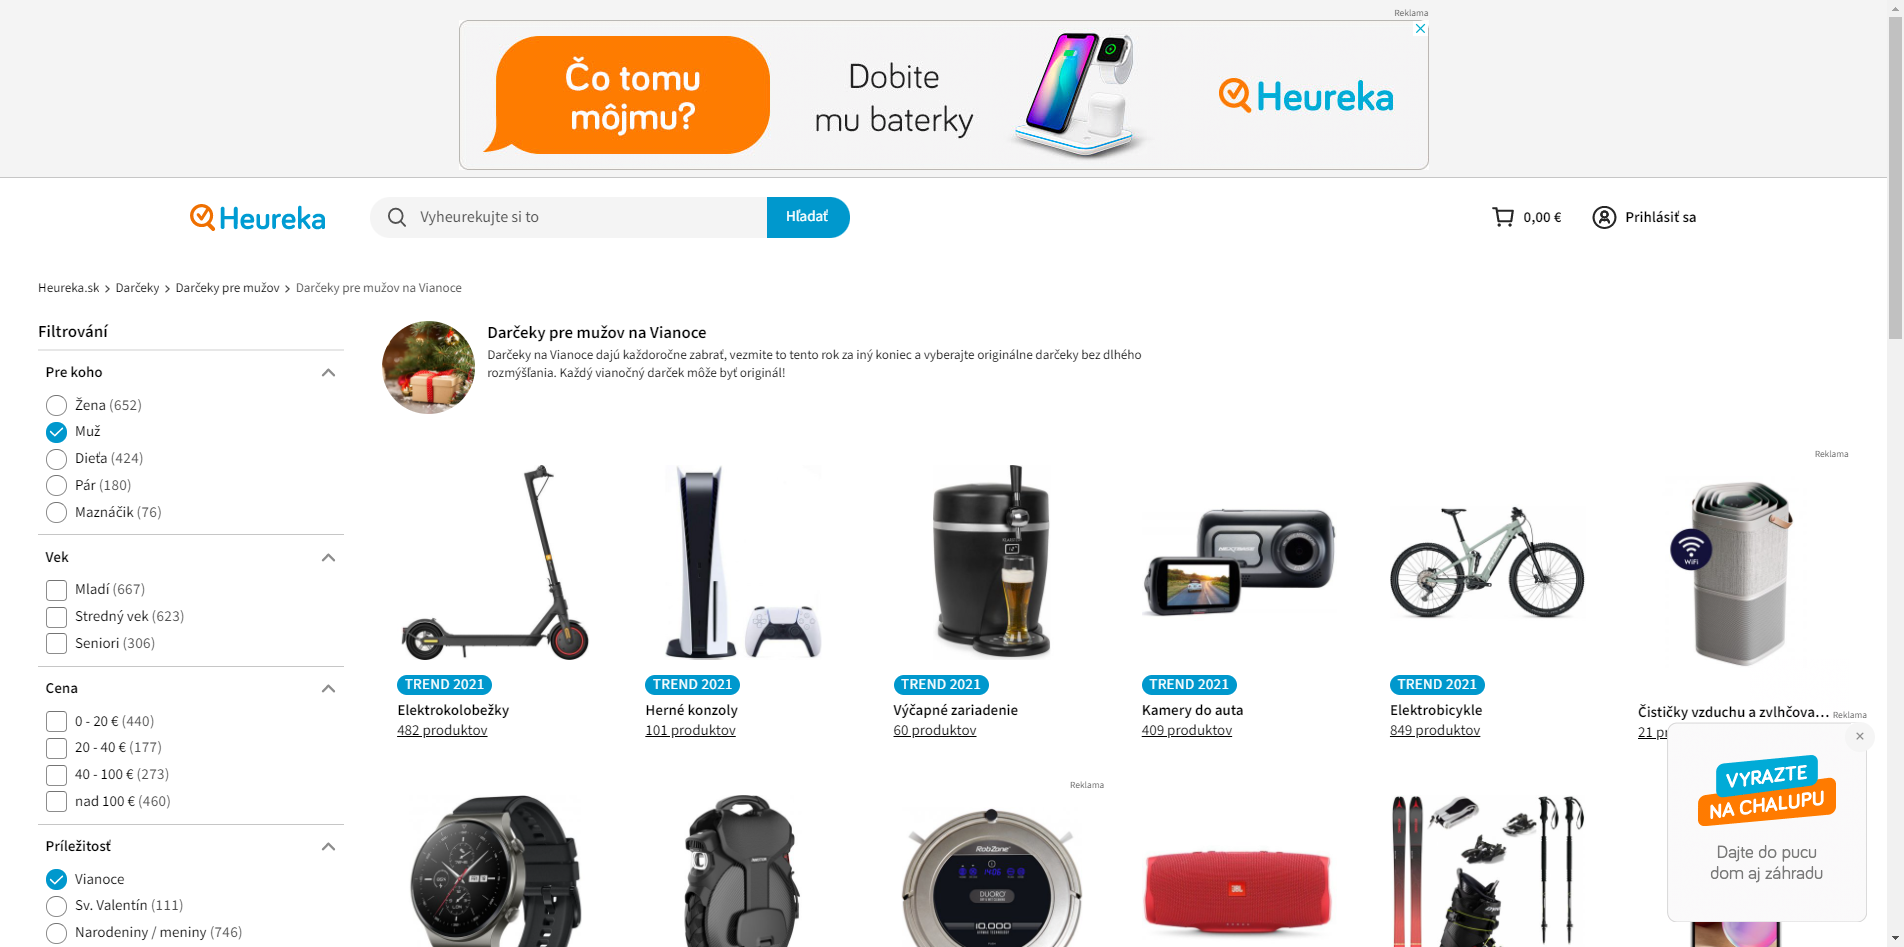 Reklama
Čo tomu
môjmu?
Dobite
mu baterky
Heureka
Heureka
Vyheurekujte si to
Hľadať
0,00 €
Prihlásiť sa
Heureka.sk > Darčeky > Darčeky pre mužov > Darčeky pre mužov na Vianoce
Filtrování
Pre koho
Žena (652)
Muž
Dieťa (424)
Pár (180)
Maznáčik (76)
Vek
Mladí (667)
Stredný vek (623)
Seniori (306)
Cena
0 - 20 € (440)
20 - 40 € (177)
40 - 100 € (273)
nad 100 € (460)
Príležitosť
Vianoce
Sv. Valentín (111)
Narodeniny / meniny (746)
Darčeky pre mužov na Vianoce
Darčeky na Vianoce dajú každoročne zabrať, vezmite to tento rok za iný koniec a vyberajte originálne darčeky bez dlhého
rozmýšľania. Každý vianočný darček môže byť originál!
Reklama
WiFi
TREND 2021
Elektrokolobežky
482 produktov
TREND 2021
Herné konzoly
101 produktov
TREND 2021
Výčapné zariadenie
60 produktov
TREND 2021
Kamery do auta
409 produktov
TREND 2021
Elektrobicykle
849 produktov
Čističky vzduchu a zvlhčova...
21 pr
Reklama
Reklama
RobZone
DUORO
10.000
JBL
VYRAZTE
NA CHALUPU
Dajte do pucu
dom aj záhradu